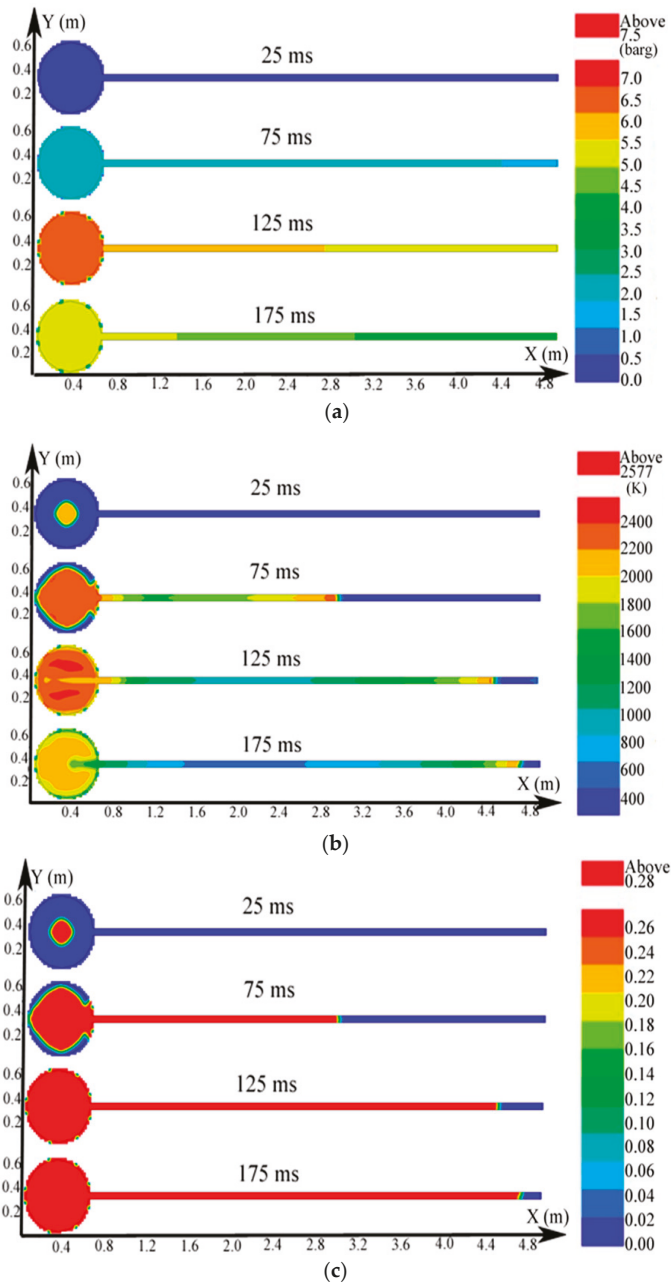 Y (m)
0.6
0.4
0.2
25 ms
0.6
0.4
0.2
75 ms
0.6
0.4
0.2
125 ms
0.6
0.4
0.2
175 ms
X (m)
0.4 0.8 1.2 1.6 2.0 2.4 2.8 3.2 3.6 4.0 4.4 4.8
Above
7.5
(barg)
7.0
6.5
6.0
5.5
5.0
4.5
4.0
3.5
3.0
2.5
2.0
1.5
1.0
0.5
0.0
(a)
Y (m)
0.6
0.4
0.2
25 ms
0.6
0.4
0.2
75 ms
0.6
0.4
0.2
125 ms
0.6
0.4
0.2
175 ms
X (m)
0.4 0.8 1.2 1.6 2.0 2.4 2.8 3.2 3.6 4.0 4.4 4.8
Above
2577
(K)
2400
2200
2000
1800
1600
1400
1200
1000
800
600
400
(b)
Y (m)
0.6
0.4
0.2
25 ms
0.6
0.4
0.2
75 ms
0.6
0.4
0.2
125 ms
0.6
0.4
0.2
175 ms
X (m)
0.4 0.8 1.2 1.6 2.0 2.4 2.8 3.2 3.6 4.0 4.4 4.8
Above
0.28
0.26
0.24
0.22
0.20
0.18
0.16
0.14
0.12
0.10
0.08
0.06
0.04
0.02
0.00
(c)